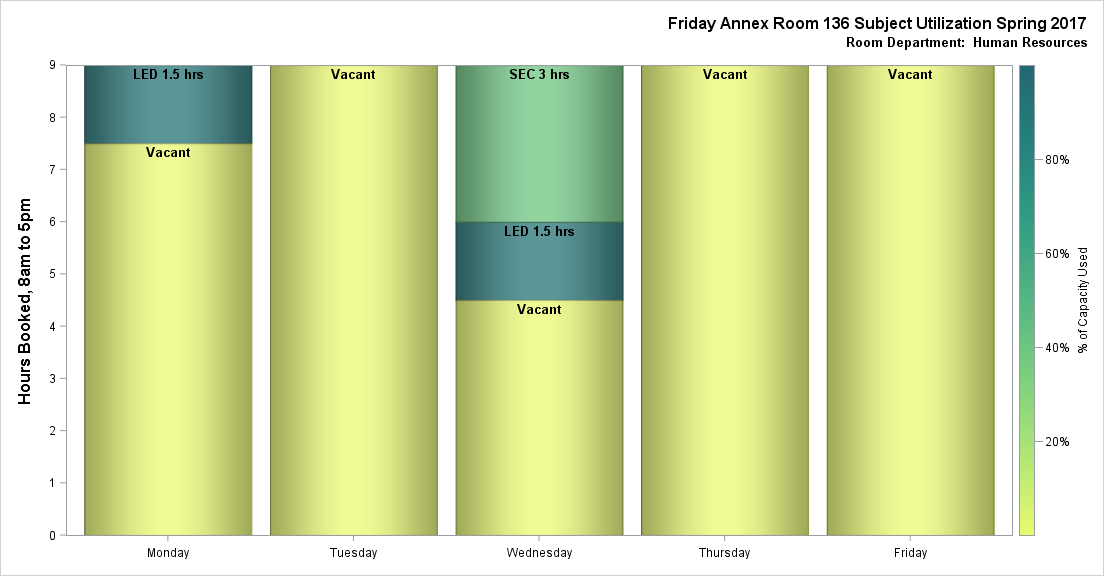 Friday Annex Room 136 Subject Utilization Spring 2017
Room Department: Human Resources
Hours Booked, 8am to 5pm
9
8
7
6
5
4
3
2
1
0
LED 1.5 hrs
Vacant
Vacant
SEC 3 hrs
LED 1.5 hrs
Vacant
Vacant
Vacant
Monday
Tuesday
Wednesday
Thursday
Friday
80%
60%
40%
20%
% of Capacity Used